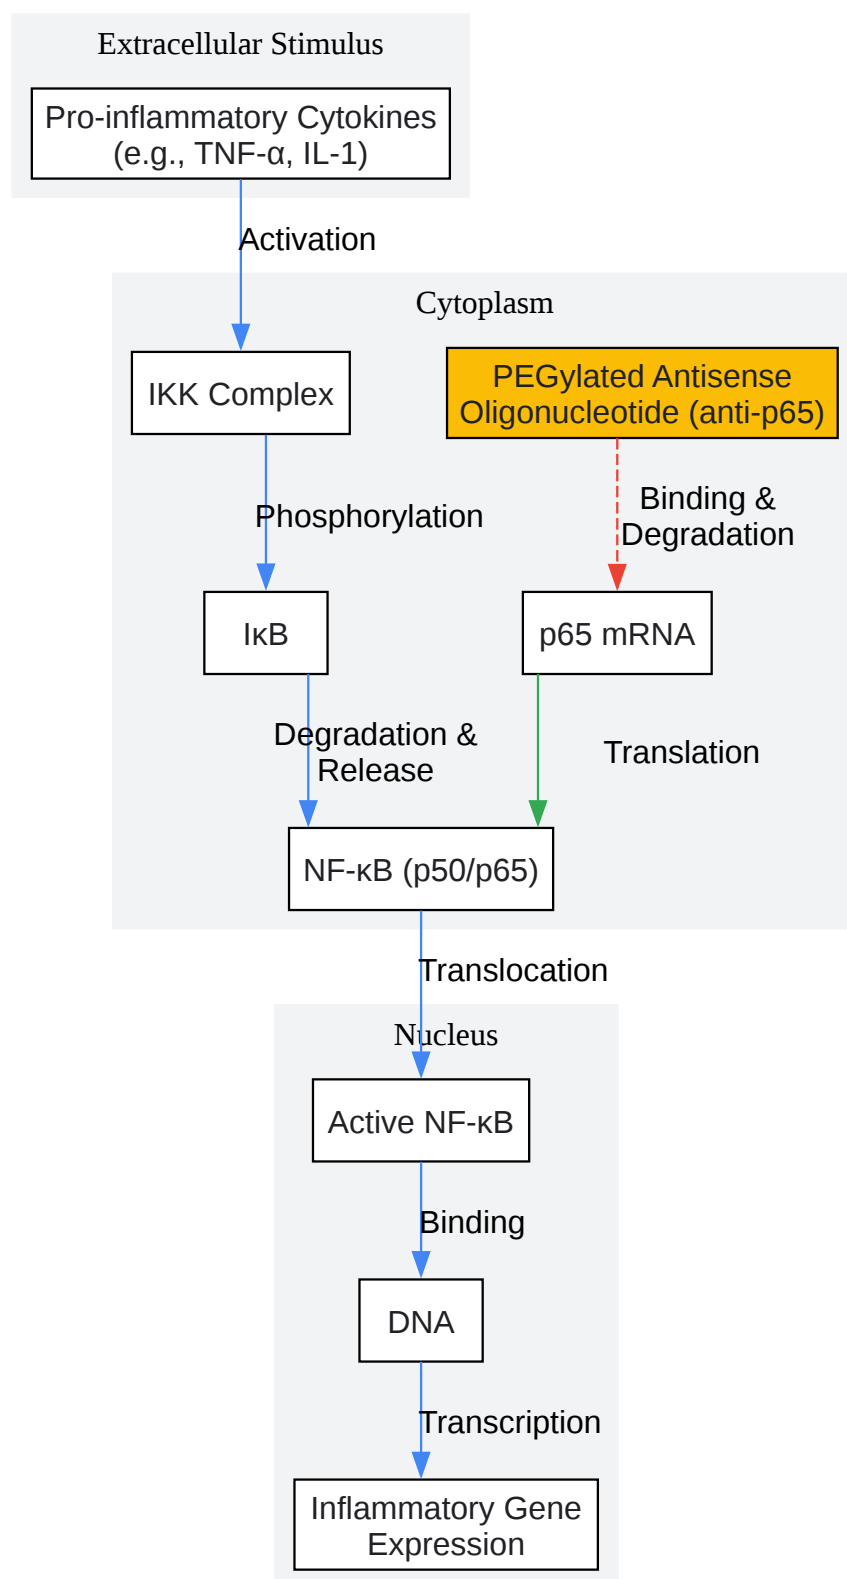 Extracellular Stimulus
Pro-inflammatory Cytokines
(e.g., TNF-α, IL-1)
Activation
Cytoplasm
IKK Complex
PEGylated Antisense
Oligonucleotide (anti-p65)
Phosphorylation
Binding &
Degradation
IκB
p65 mRNA
Degradation &
Release
Translation
NF-κB (p50/p65)
Translocation
Nucleus
Active NF-κB
Binding
DNA
Transcription
Inflammatory Gene
Expression